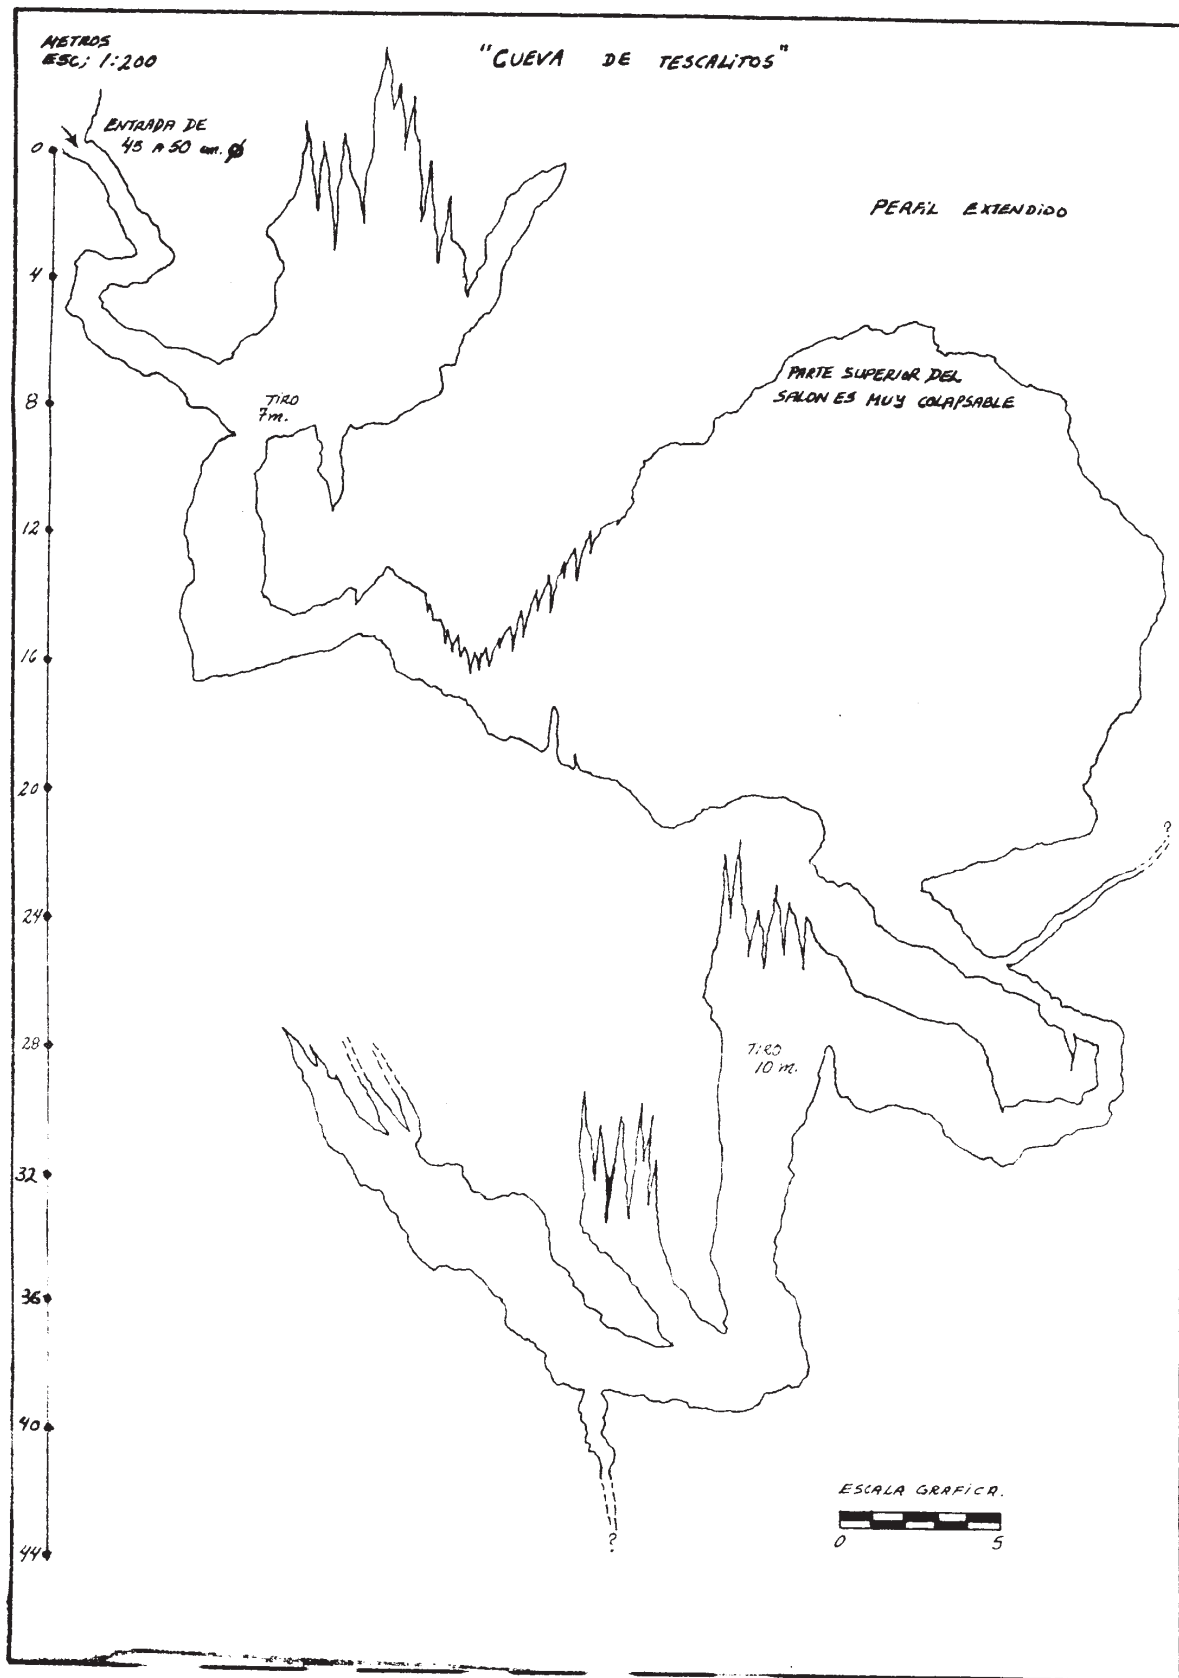 METROS
ESC; 1:200
"CUEVA DE TESCALITOS"
ENTRADA DE
45 A 50 cm. Ø
PERFIL EXTENDIDO
0
4
8
12
16
20
24
28
32
36
40
44
TIRO
7m.
PARTE SUPERIOR DEL
SALON ES MUY COLAPSABLE
?
TIRO
10 m.
?
ESCALA GRAFICA.
0 5